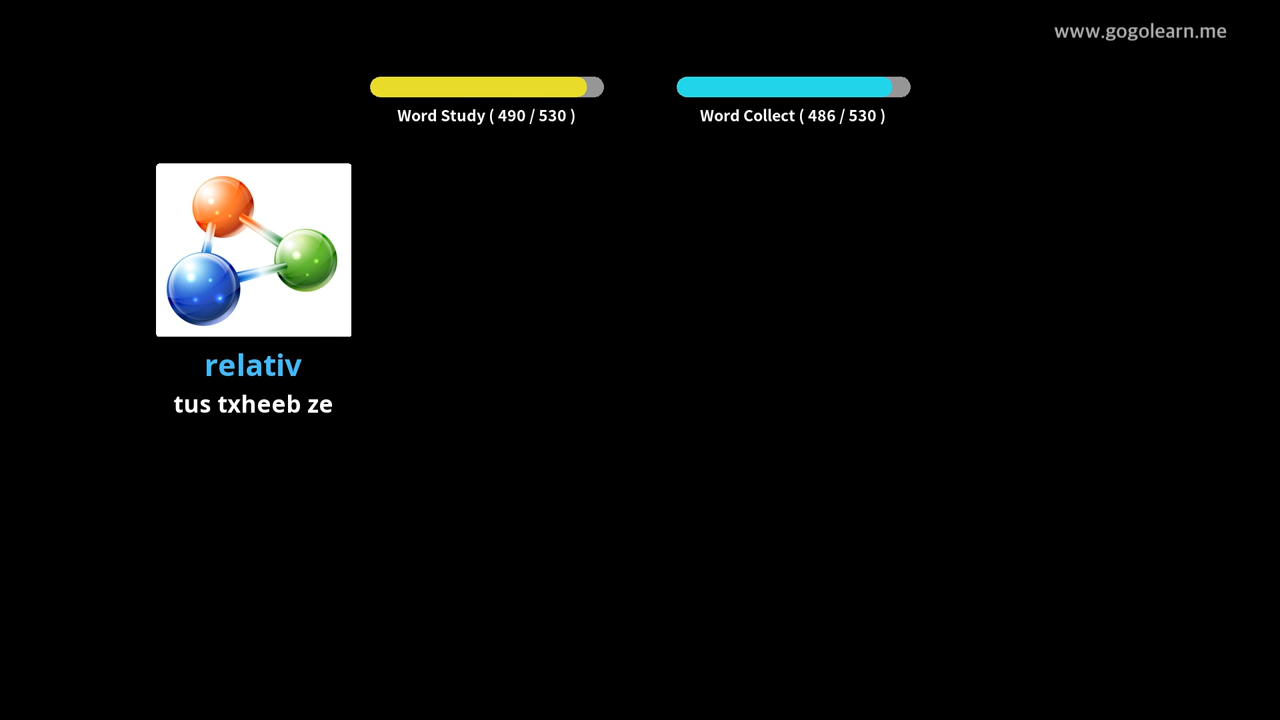 www.gogolearn.me
Word Study ( 490 / 530 )
Word Collect ( 486 / 530 )
relativ
tus txheeb ze